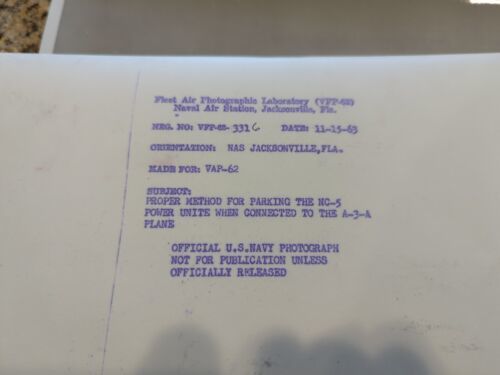 Fleet Air Photographic Laboratory (VFP-62)
Naval Air Station, Jacksonville, Fla.
NEG. NO: VFP-62- 3316 DATE: 11-15-63
ORIENTATION: NAS JACKSONVILLE,FLA.
MADE FOR: VAP-62
SUBJECT:
PROPER METHOD FOR PARKING THE NC-5
POWER UNITE WHEN CONNECTED TO THE A-3-A
PLANE
OFFICIAL U.S.NAVY PHOTOGRAPH
NOT FOR PUBLICATION UNLESS
OFFICIALLY RELEASED